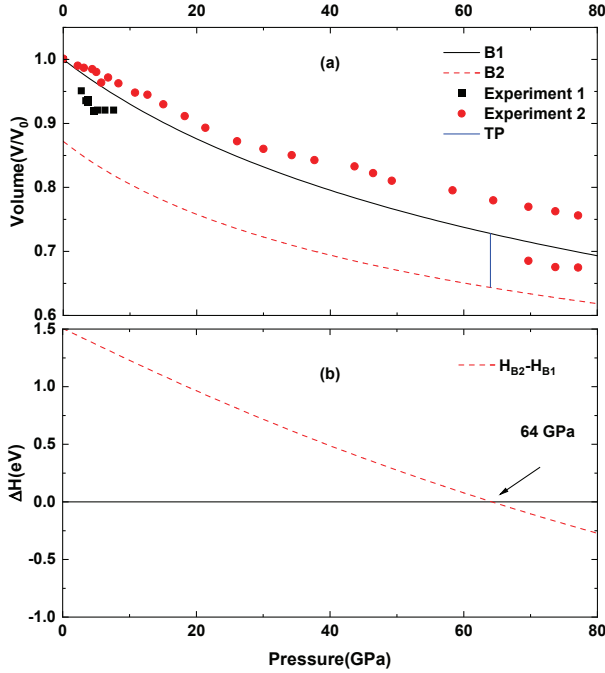 0 20 40 60 80
1.0
0.9
0.8
0.7
0.6
Volume(V/V0)
(a)
B1
B2
Experiment 1
Experiment 2
TP
1.5
1.0
0.5
0.0
-0.5
-1.0
ΔH(eV)
(b)
HB2-HB1
64 GPa
0 20 40 60 80
Pressure(GPa)